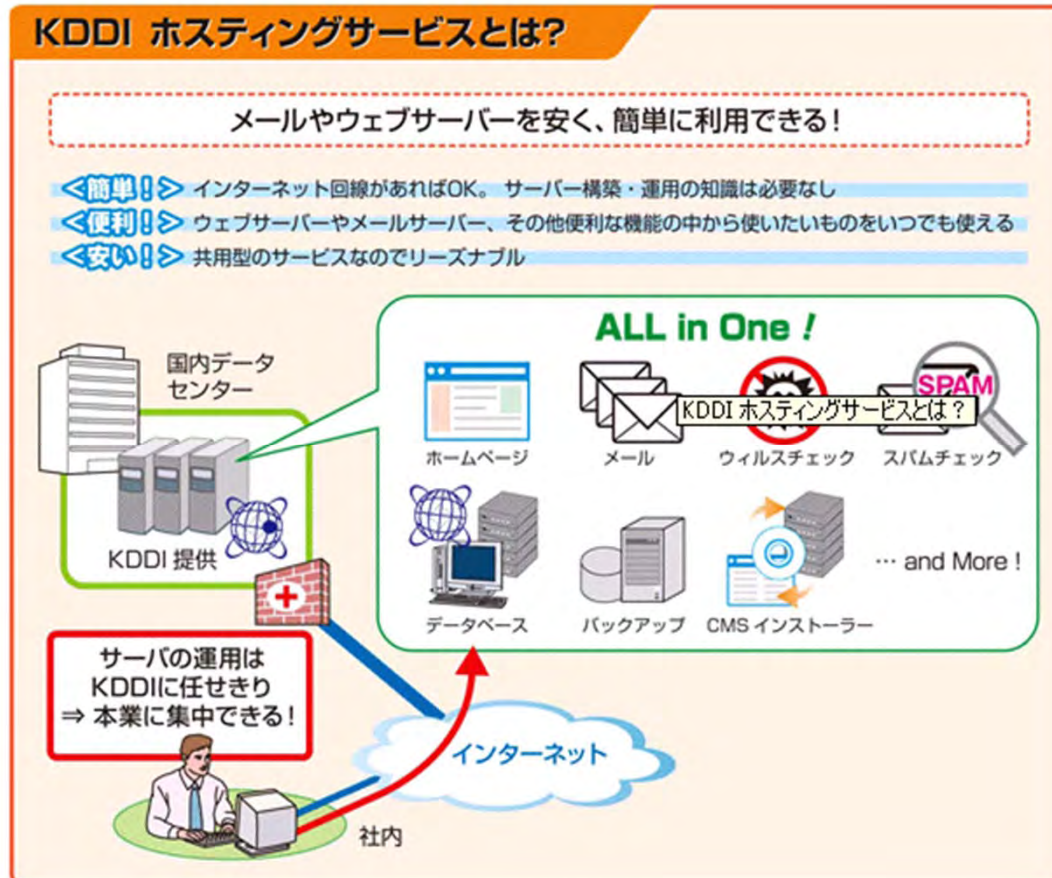 KDDI ホスティングサービスとは?
メールやウェブサーバーを安く、簡単に利用できる!
<簡単!> インターネット回線があればOK。 サーバー構築・運用の知識は必要なし
<便利!> ウェブサーバーやメールサーバー、その他便利な機能の中から使いたいものをいつでも使える
<安い!> 共用型のサービスなのでリーズナブル
国内データ
センター
KDDI 提供
ALL in One !
SPAM
KDDI ホスティングサービスとは?
ホームページ
メール
ウィルスチェック
スパムチェック
データベース
バックアップ
CMS インストーラー
… and More !
サーバの運用は
KDDIに任せきり
⇒ 本業に集中できる!
インターネット
社内